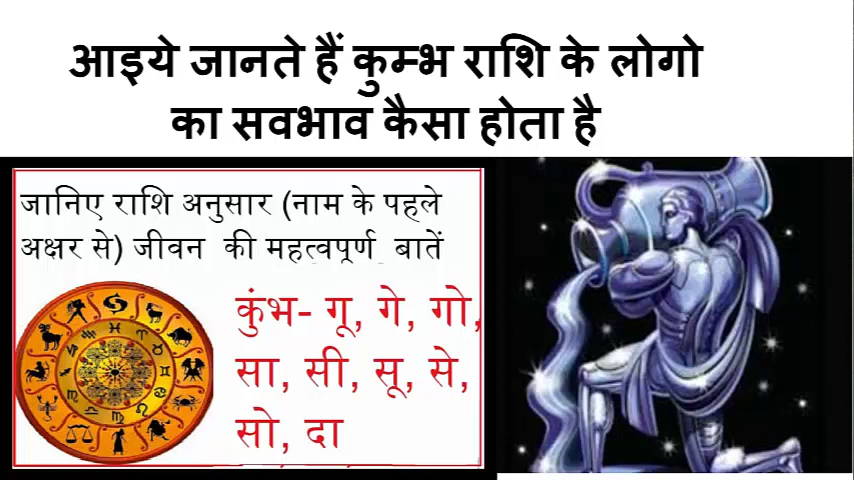 आइये जानते हैं कुम्भ राशि के लोगो
का सवभाव कैसा होता है
जानिए राशि अनुसार (नाम के पहले
अक्षर से) जीवन की महत्वपूर्ण बातें
कुंभ- गू, गे, गो,
सा, सी, सू, से,
सो, दा